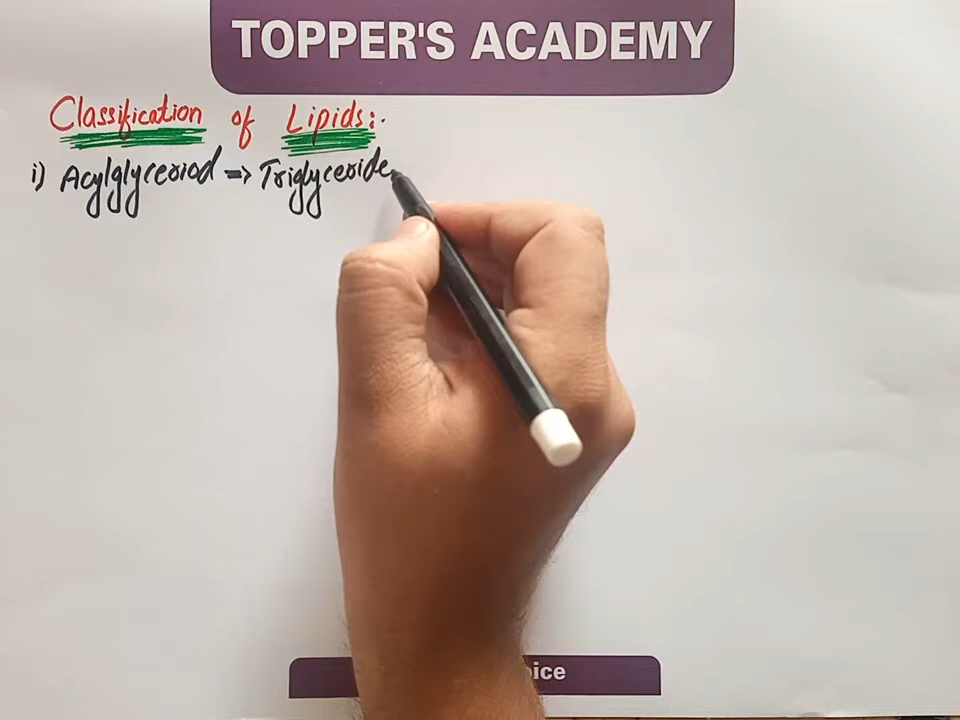 TOPPER'S ACADEMY
Classification of Lipids:-
i) Acylglyceriod => Triglyceride
ice